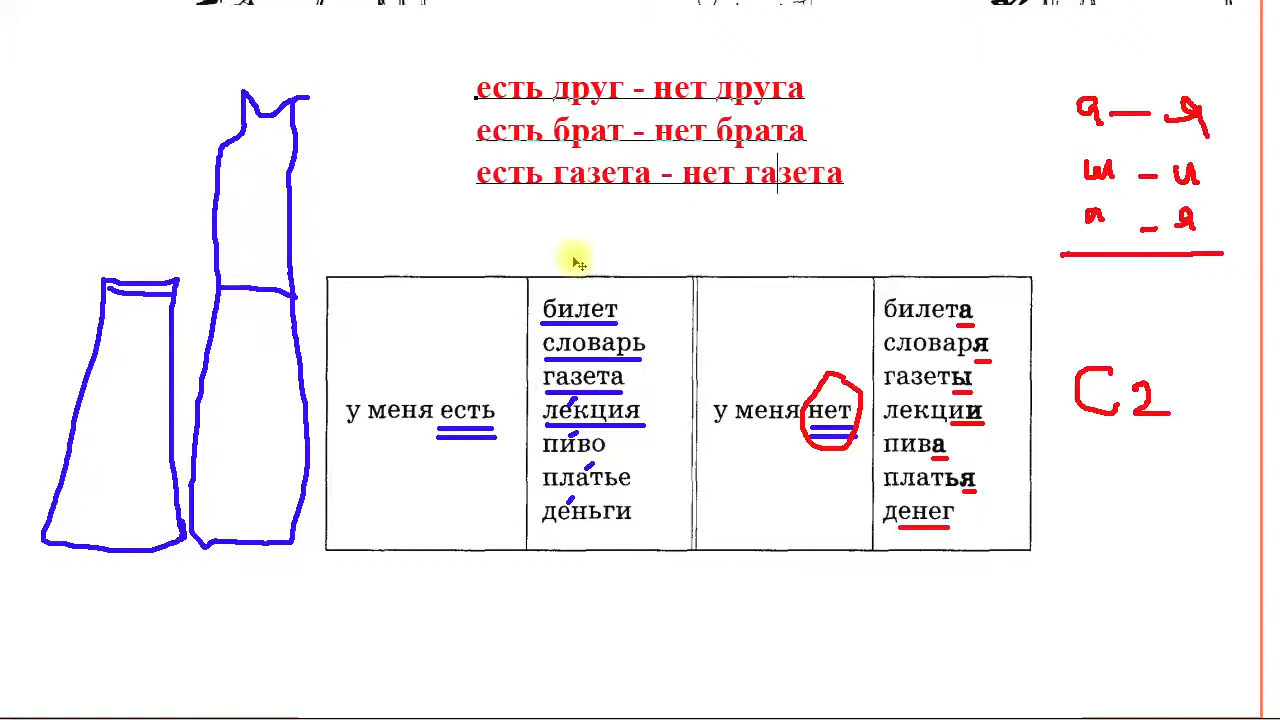 есть друг - нет друга
есть брат - нет брата
есть газета - нет газета
а — я
ы - и
а - я
у меня есть
билет
словарь
газета
лекция
пиво
платье
деньги
у меня нет
билета
словаря
газеты
лекции
пива
платья
денег
C2